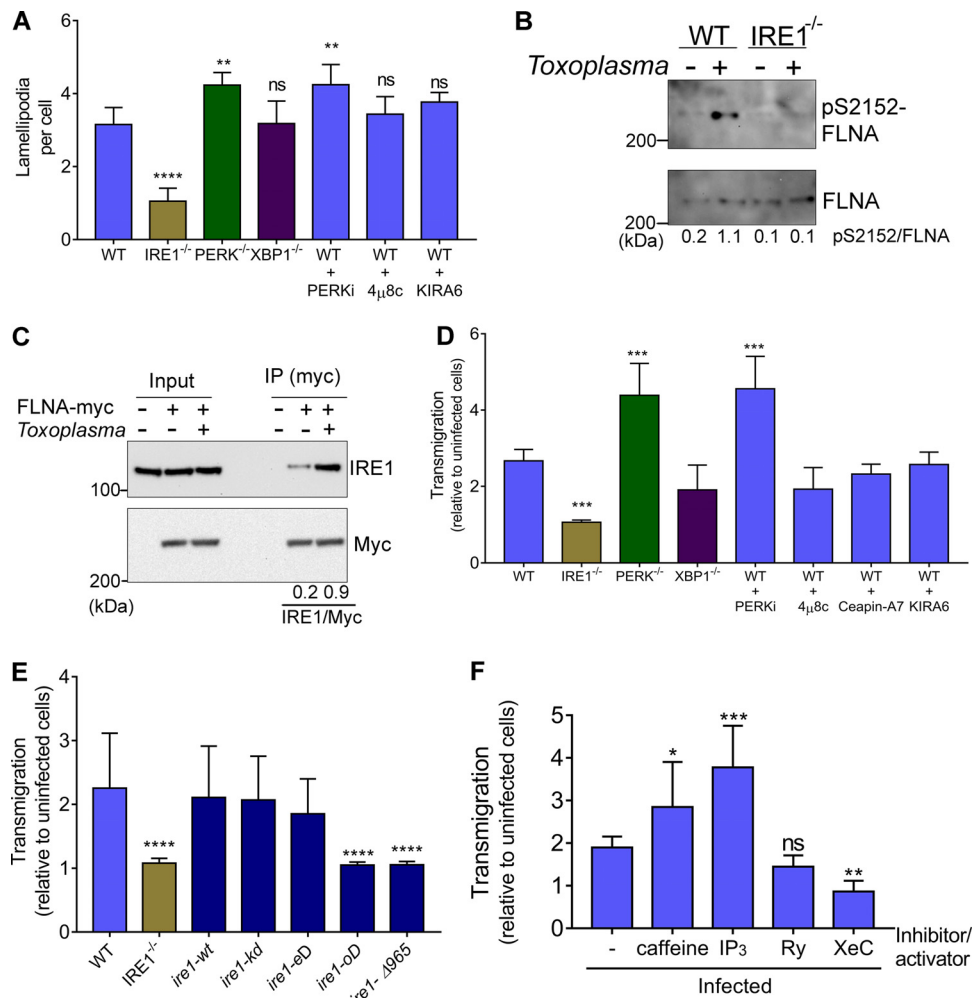 A
Lamellipodia
per cell
6
4
2
0
**
**
ns
ns
ns
****
WT
IRE1-/-
PERK-/-
XBP1-/-
WT
+
PERKi
WT
+
4µ8c
WT
+
KIRA6
B
WT IRE1-/-
Toxoplasma - + - +
200
pS2152-
FLNA
200
(kDa)
FLNA
0.2 1.1 0.1 0.1 pS2152/FLNA
C
Input IP (myc)
FLNA-myc - + + - + +
Toxoplasma - - + - - +
100
IRE1
200
(kDa)
Myc
0.2 0.9
IRE1/Myc
D
Transmigration
(relative to uninfected cells)
6
4
2
0
***
***
***
WT
IRE1-/-
PERK-/-
XBP1-/-
WT
+
PERKi
WT
+
4µ8c
WT
+
Ceapin-A7
WT
+
KIRA6
E
Transmigration
(relative to uninfected cells)
4
3
2
1
0
****
****
****
WT
IRE1-/-
ire1-wt
ire1-kd
ire1-eD
ire1-oD
ire1- Δ965
F
Transmigration
(relative to uninfected cells)
5
4
3
2
1
0
*
***
ns
**
- caffeine IP3 Ry XeC
Inhibitor/
activator
Infected